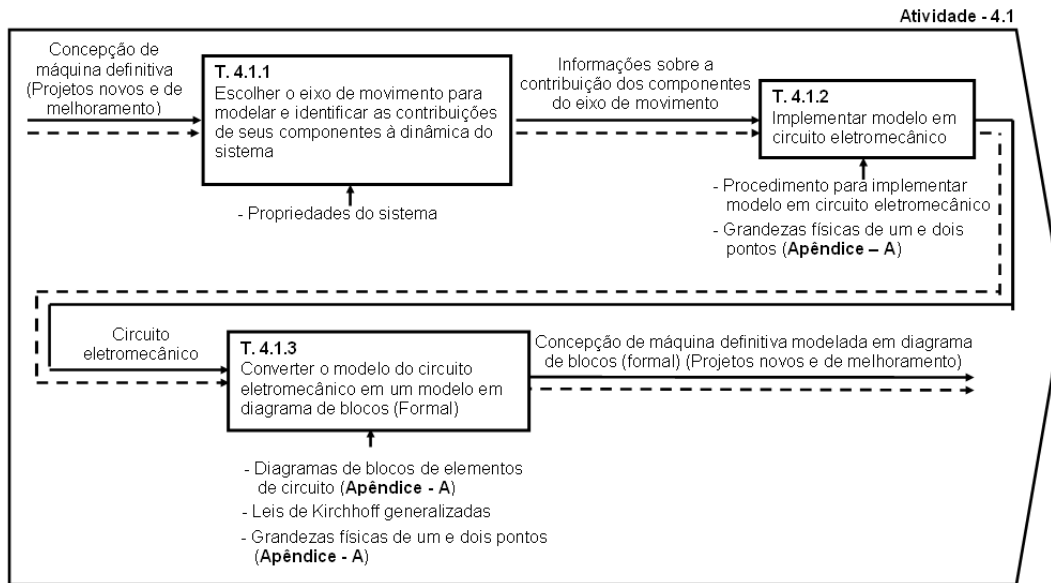 Atividade - 4.1
Concepção de
máquina definitiva
(Projetos novos e de
melhoramento)
T. 4.1.1
Escolher o eixo de movimento para
modelar e identificar as contribuições
de seus componentes à dinâmica do
sistema
- Propriedades do sistema
Informações sobre a
contribuição dos componentes
do eixo de movimento
T. 4.1.2
Implementar modelo em
circuito eletromecânico
- Procedimento para implementar
modelo em circuito eletromecânico
- Grandezas físicas de um e dois
pontos (Apêndice – A)
Circuito
eletromecânico
T. 4.1.3
Converter o modelo do circuito
eletromecânico em um modelo em
diagrama de blocos (Formal)
- Diagramas de blocos de elementos
de circuito (Apêndice - A)
- Leis de Kirchhoff generalizadas
- Grandezas físicas de um e dois pontos
(Apêndice - A)
Concepção de máquina definitiva modelada em diagrama
de blocos (formal) (Projetos novos e de melhoramento)